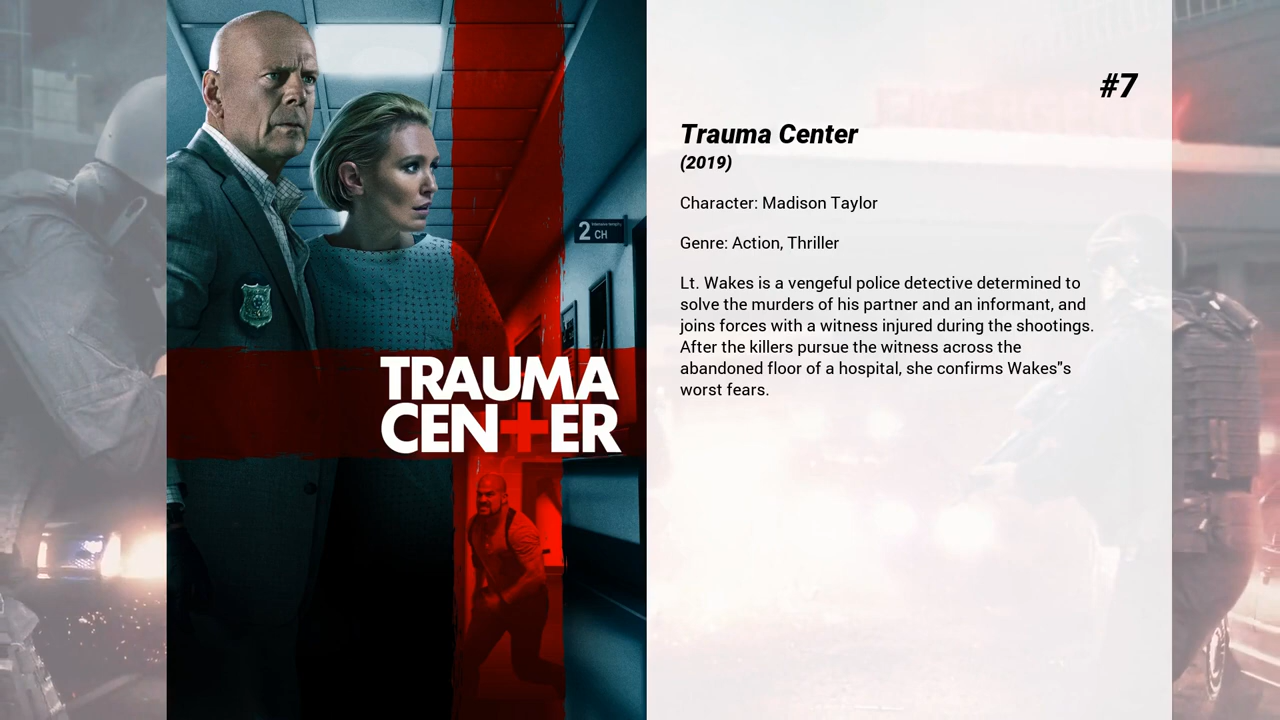 #7
Trauma Center
(2019)
Character: Madison Taylor
Genre: Action, Thriller
Lt. Wakes is a vengeful police detective determined to
solve the murders of his partner and an informant, and
joins forces with a witness injured during the shootings.
After the killers pursue the witness across the
abandoned floor of a hospital, she confirms Wakes"s
worst fears.
2 CH
TRAUMA
CENTER